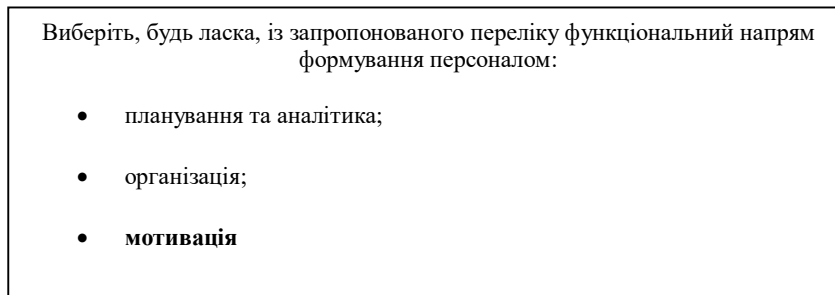 Виберіть, будь ласка, із запропонованого переліку функціональний напрям
формування персоналом:
• планування та аналітика;
• організація;
• мотивація